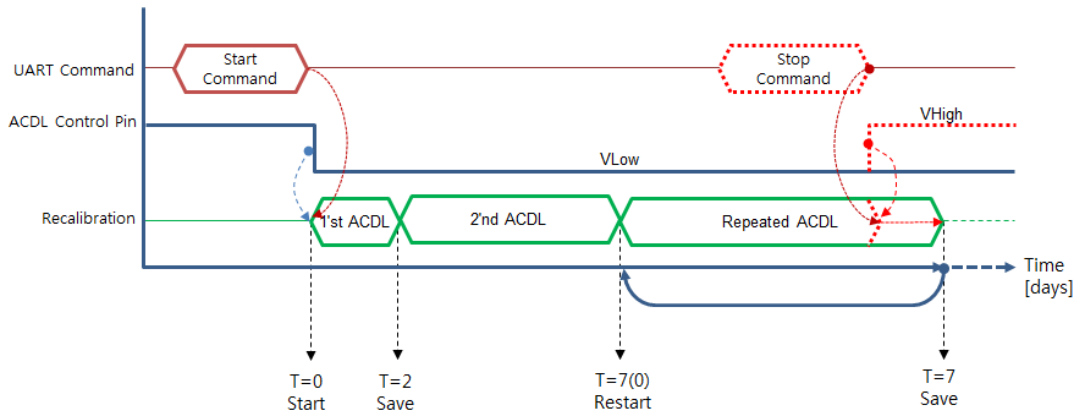 UART Command
Start
Command
Stop
Command
ACDL Control Pin
VHigh
VLow
Recalibration
1'st ACDL
2'nd ACDL
Repeated ACDL
Time
[days]
T=0
Start
T=2
Save
T=7(0)
Restart
T=7
Save